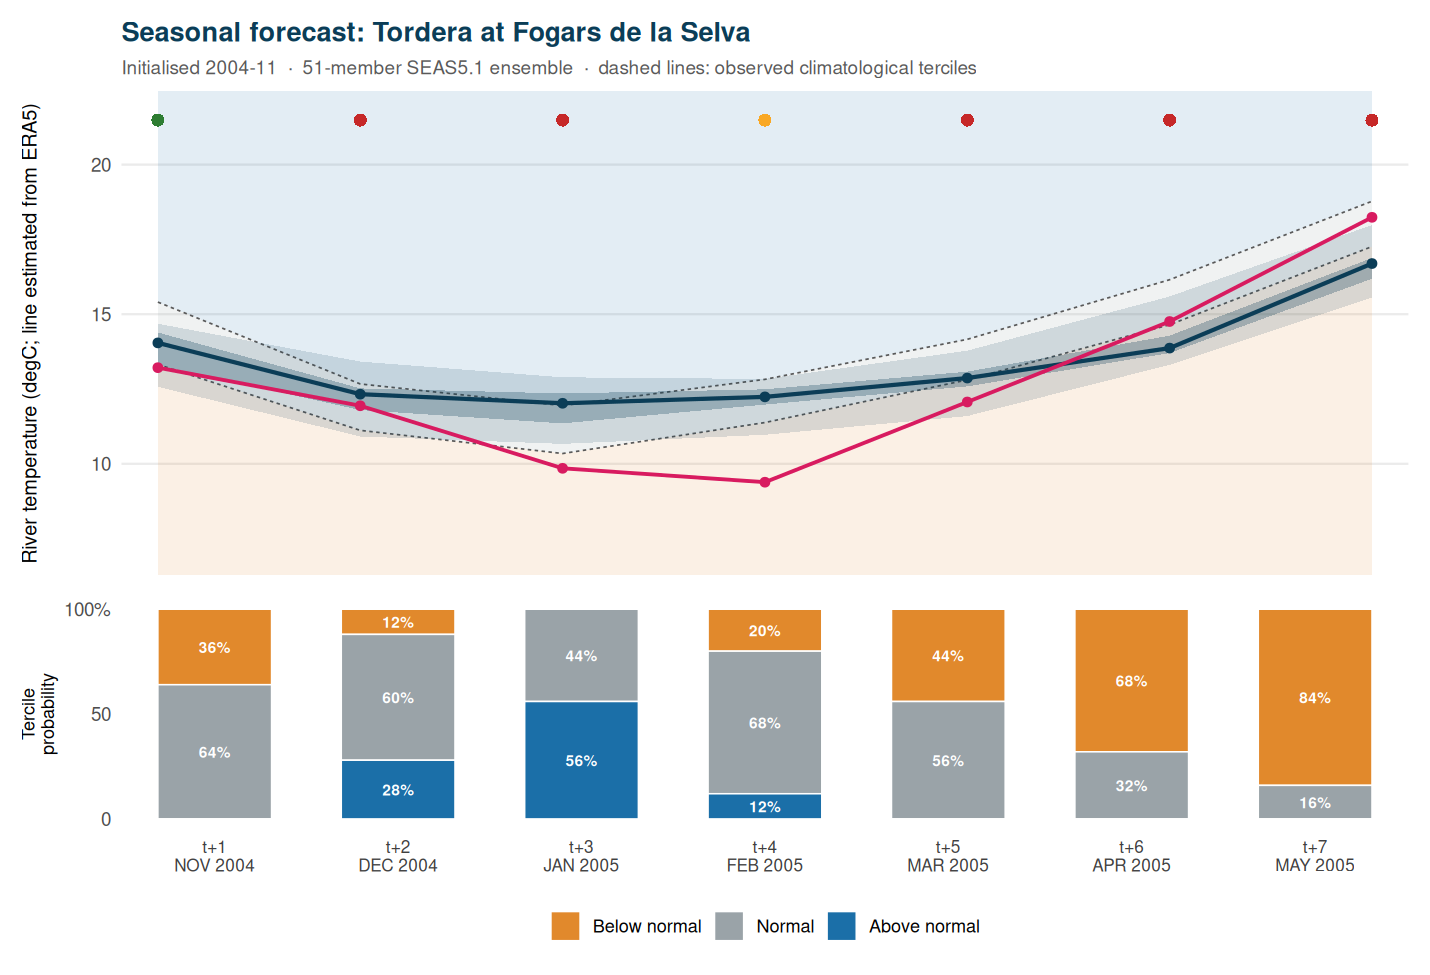 Seasonal forecast: Tordera at Fogars de la Selva
Initialised 2004-11 · 51-member SEAS5.1 ensemble · dashed lines: observed climatological terciles
River temperature (degC; line estimated from ERA5)
20
15
10
Tercile
probability
100%
50
0
36%
64%
12%
60%
28%
44%
56%
20%
68%
12%
44%
56%
68%
32%
84%
16%
t+1
NOV 2004
t+2
DEC 2004
t+3
JAN 2005
t+4
FEB 2005
t+5
MAR 2005
t+6
APR 2005
t+7
MAY 2005
Below normal
Normal
Above normal